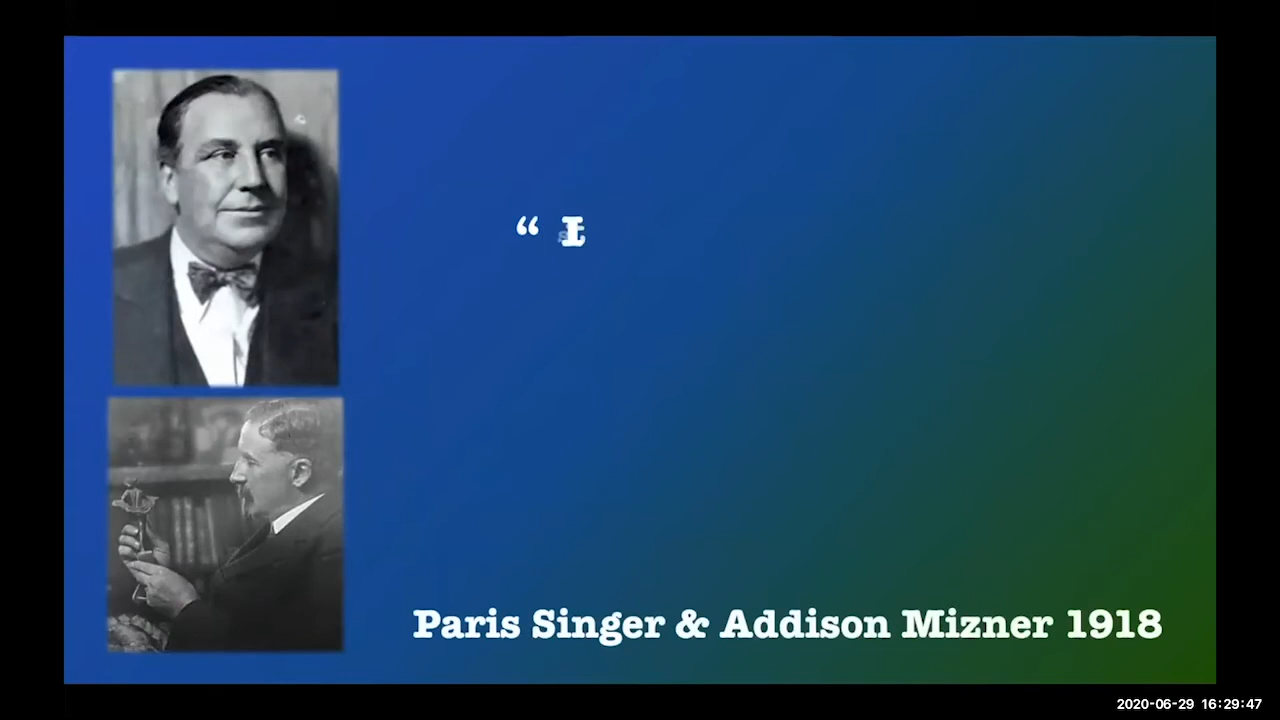 “ I
Paris Singer & Addison Mizner 1918
2020-06-29 16:29:47